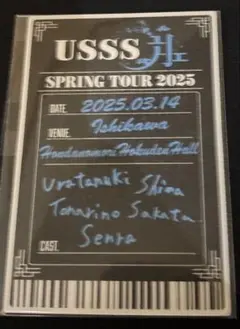 USSS
SPRING TOUR 2025
DATE. 2025.03.14
VENUE. Ishikawa
Hondanomori Hokuden Hall
Uratanuki Shima
Tonarino Sakata
Senra
CAST.